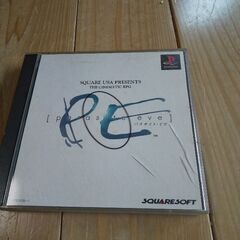 SQUARE USA PRESENTS
THE CINEMATIC RPG
[parasite eve]
PE
SQUARESOFT